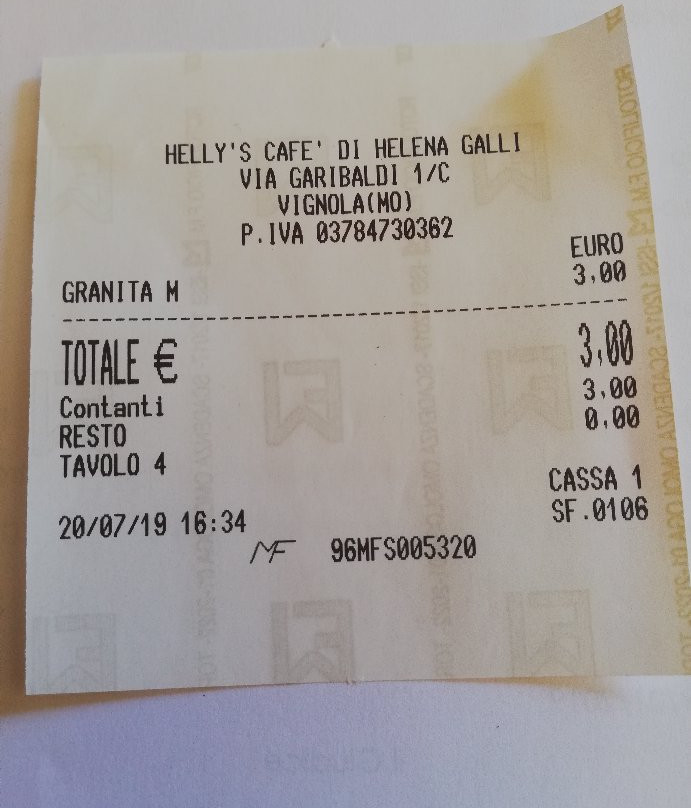 HELLY'S CAFE' DI HELENA GALLI
VIA GARIBALDI 1/C
VIGNOLA(MO)
P.IVA 03784730362
EURO
GRANITA M 3,00
TOTALE € 3,00
Contanti 3,00
RESTO 0,00
TAVOLO 4
CASSA 1
20/07/19 16:34 SF.0106
MF 96MFS005320